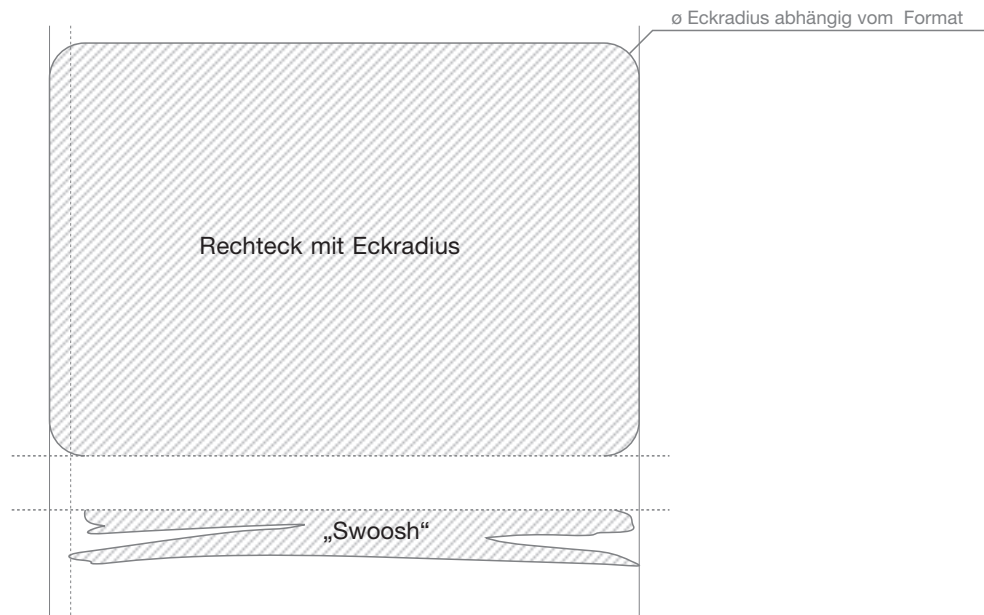 ø Eckradius abhängig vom Format
Rechteck mit Eckradius
„Swoosh“